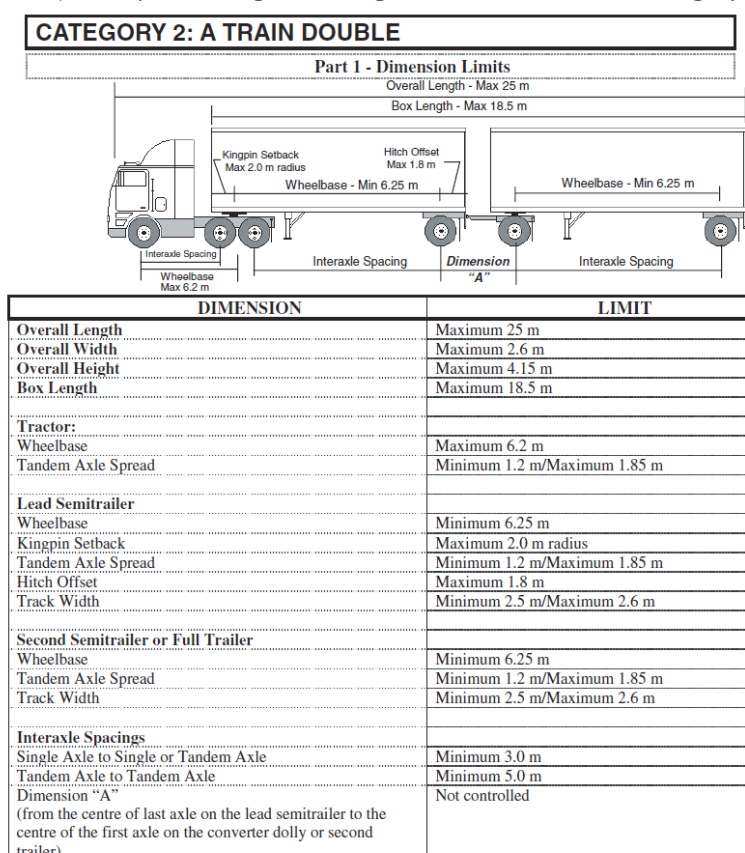 CATEGORY 2: A TRAIN DOUBLE
Part 1 - Dimension Limits
Overall Length - Max 25 m
Box Length - Max 18.5 m
Kingpin Setback
Max 2.0 m radius
Hitch Offset
Max 1.8 m
Wheelbase - Min 6.25 m
Wheelbase - Min 6.25 m
Interaxle Spacing
Interaxle Spacing
Dimension
"A"
Interaxle Spacing
Wheelbase
Max 6.2 m
DIMENSION LIMIT
Overall Length Maximum 25 m
Overall Width Maximum 2.6 m
Overall Height Maximum 4.15 m
Box Length Maximum 18.5 m
Tractor:
Wheelbase Maximum 6.2 m
Tandem Axle Spread Minimum 1.2 m/Maximum 1.85 m
Lead Semitrailer
Wheelbase Minimum 6.25 m
Kingpin Setback Maximum 2.0 m radius
Tandem Axle Spread Minimum 1.2 m/Maximum 1.85 m
Hitch Offset Maximum 1.8 m
Track Width Minimum 2.5 m/Maximum 2.6 m
Second Semitrailer or Full Trailer
Wheelbase Minimum 6.25 m
Tandem Axle Spread Minimum 1.2 m/Maximum 1.85 m
Track Width Minimum 2.5 m/Maximum 2.6 m
Interaxle Spacings
Single Axle to Single or Tandem Axle Minimum 3.0 m
Tandem Axle to Tandem Axle Minimum 5.0 m
Dimension "A" Not controlled
(from the centre of last axle on the lead semitrailer to the
centre of the first axle on the converter dolly or second
trailer)